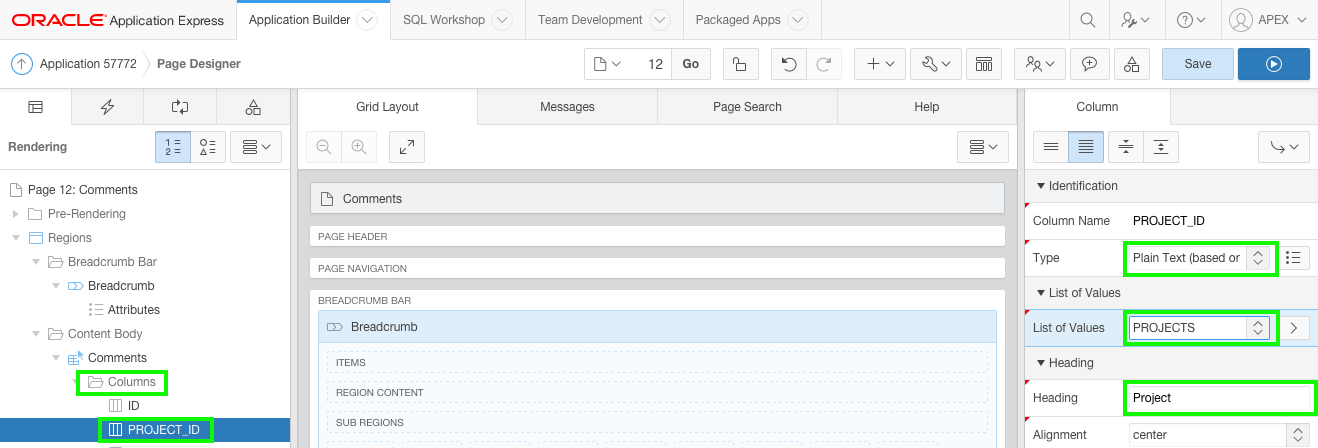 ORACLE Application Express Application Builder SQL Workshop Team Development Packaged Apps APEX
Application 57772 Page Designer 12 Go Save
Grid Layout Messages Page Search Help Column
Rendering
Page 12: Comments
Pre-Rendering
Regions
Breadcrumb Bar
Breadcrumb
Attributes
Content Body
Comments
Columns
ID
PROJECT_ID
Comments
PAGE HEADER
PAGE NAVIGATION
BREADCRUMB BAR
Breadcrumb
ITEMS
REGION CONTENT
SUB REGIONS
Identification
Column Name PROJECT_ID
Type Plain Text (based or
List of Values
List of Values PROJECTS
Heading
Heading Project
Alignment center